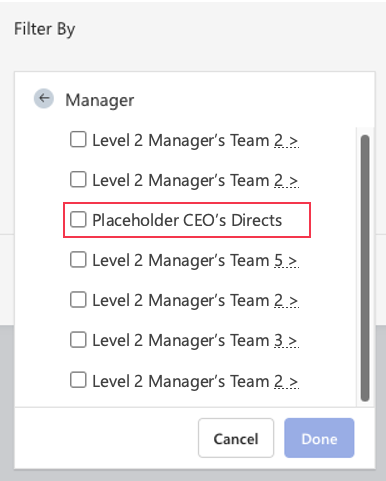 Filter By
Manager
Level 2 Manager’s Team 2 >
Level 2 Manager’s Team 2 >
Placeholder CEO’s Directs
Level 2 Manager’s Team 5 >
Level 2 Manager’s Team 2 >
Level 2 Manager’s Team 3 >
Level 2 Manager’s Team 2 >
Cancel Done